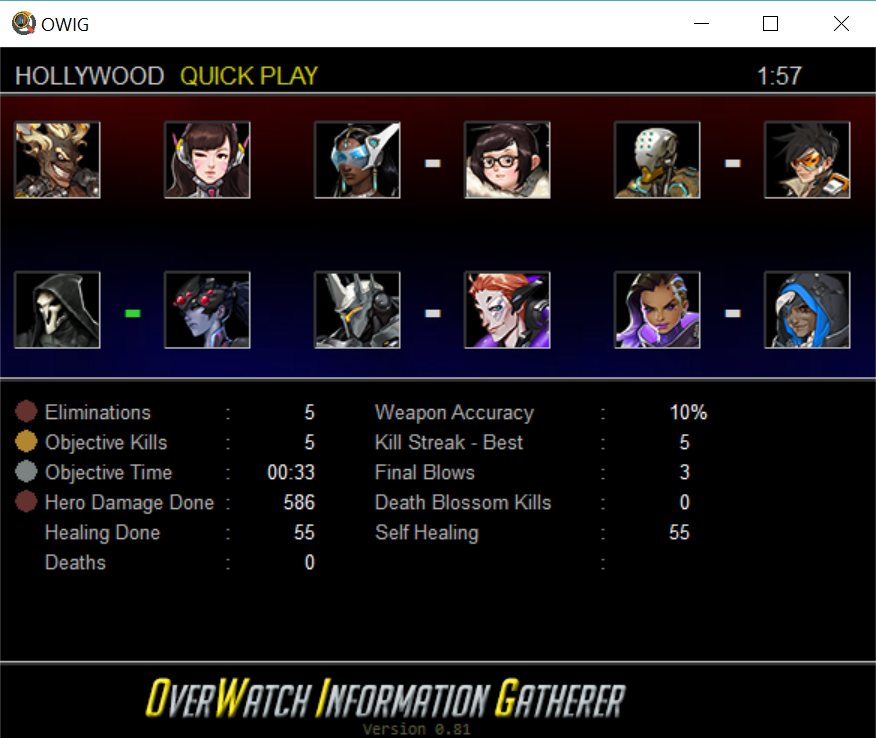 OWIG
HOLLYWOOD QUICK PLAY 1:57
Eliminations : 5 Weapon Accuracy : 10%
Objective Kills : 5 Kill Streak - Best : 5
Objective Time : 00:33 Final Blows : 3
Hero Damage Done : 586 Death Blossom Kills : 0
Healing Done : 55 Self Healing : 55
Deaths : 0 :
OVERWATCH INFORMATION GATHERER
Version 0.81